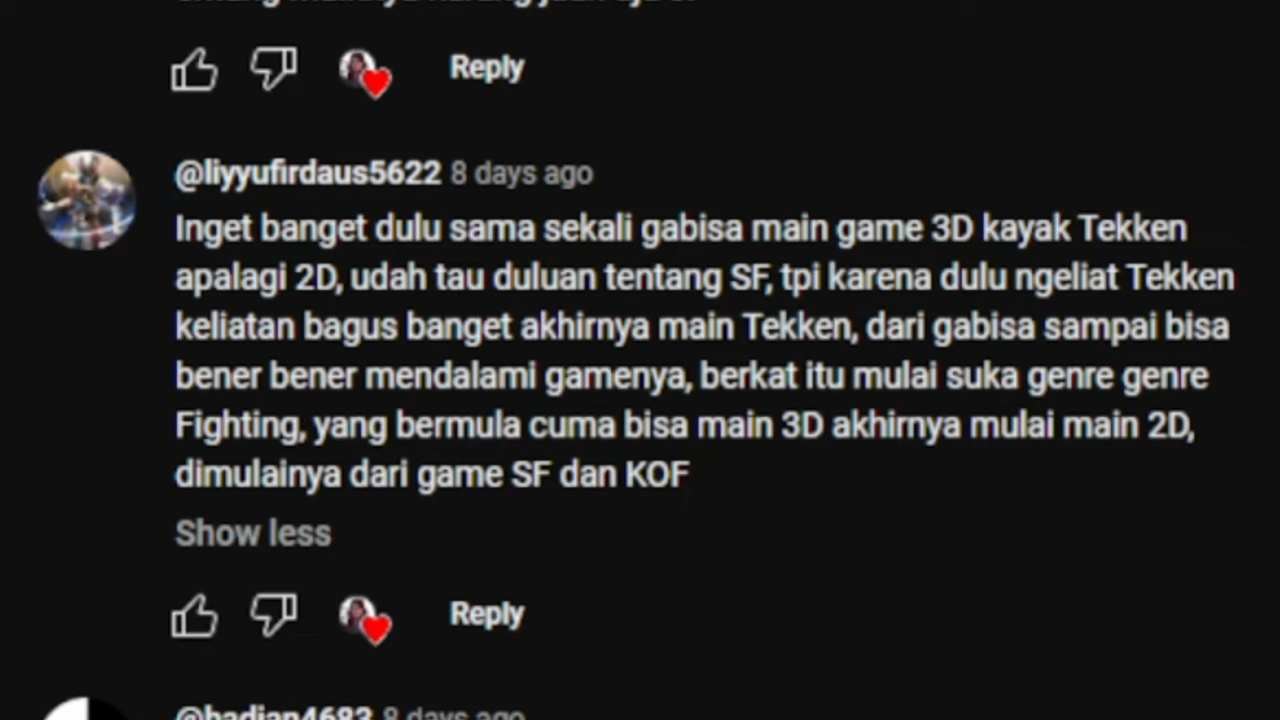 Reply
@liyyufirdaus5622 8 days ago
Inget banget dulu sama sekali gabisa main game 3D kayak Tekken
apalagi 2D, udah tau duluan tentang SF, tpi karena dulu ngeliat Tekken
keliatan bagus banget akhirnya main Tekken, dari gabisa sampai bisa
bener bener mendalami gamenya, berkat itu mulai suka genre genre
Fighting, yang bermula cuma bisa main 3D akhirnya mulai main 2D,
dimulainya dari game SF dan KOF
Show less
Reply
8 days ago